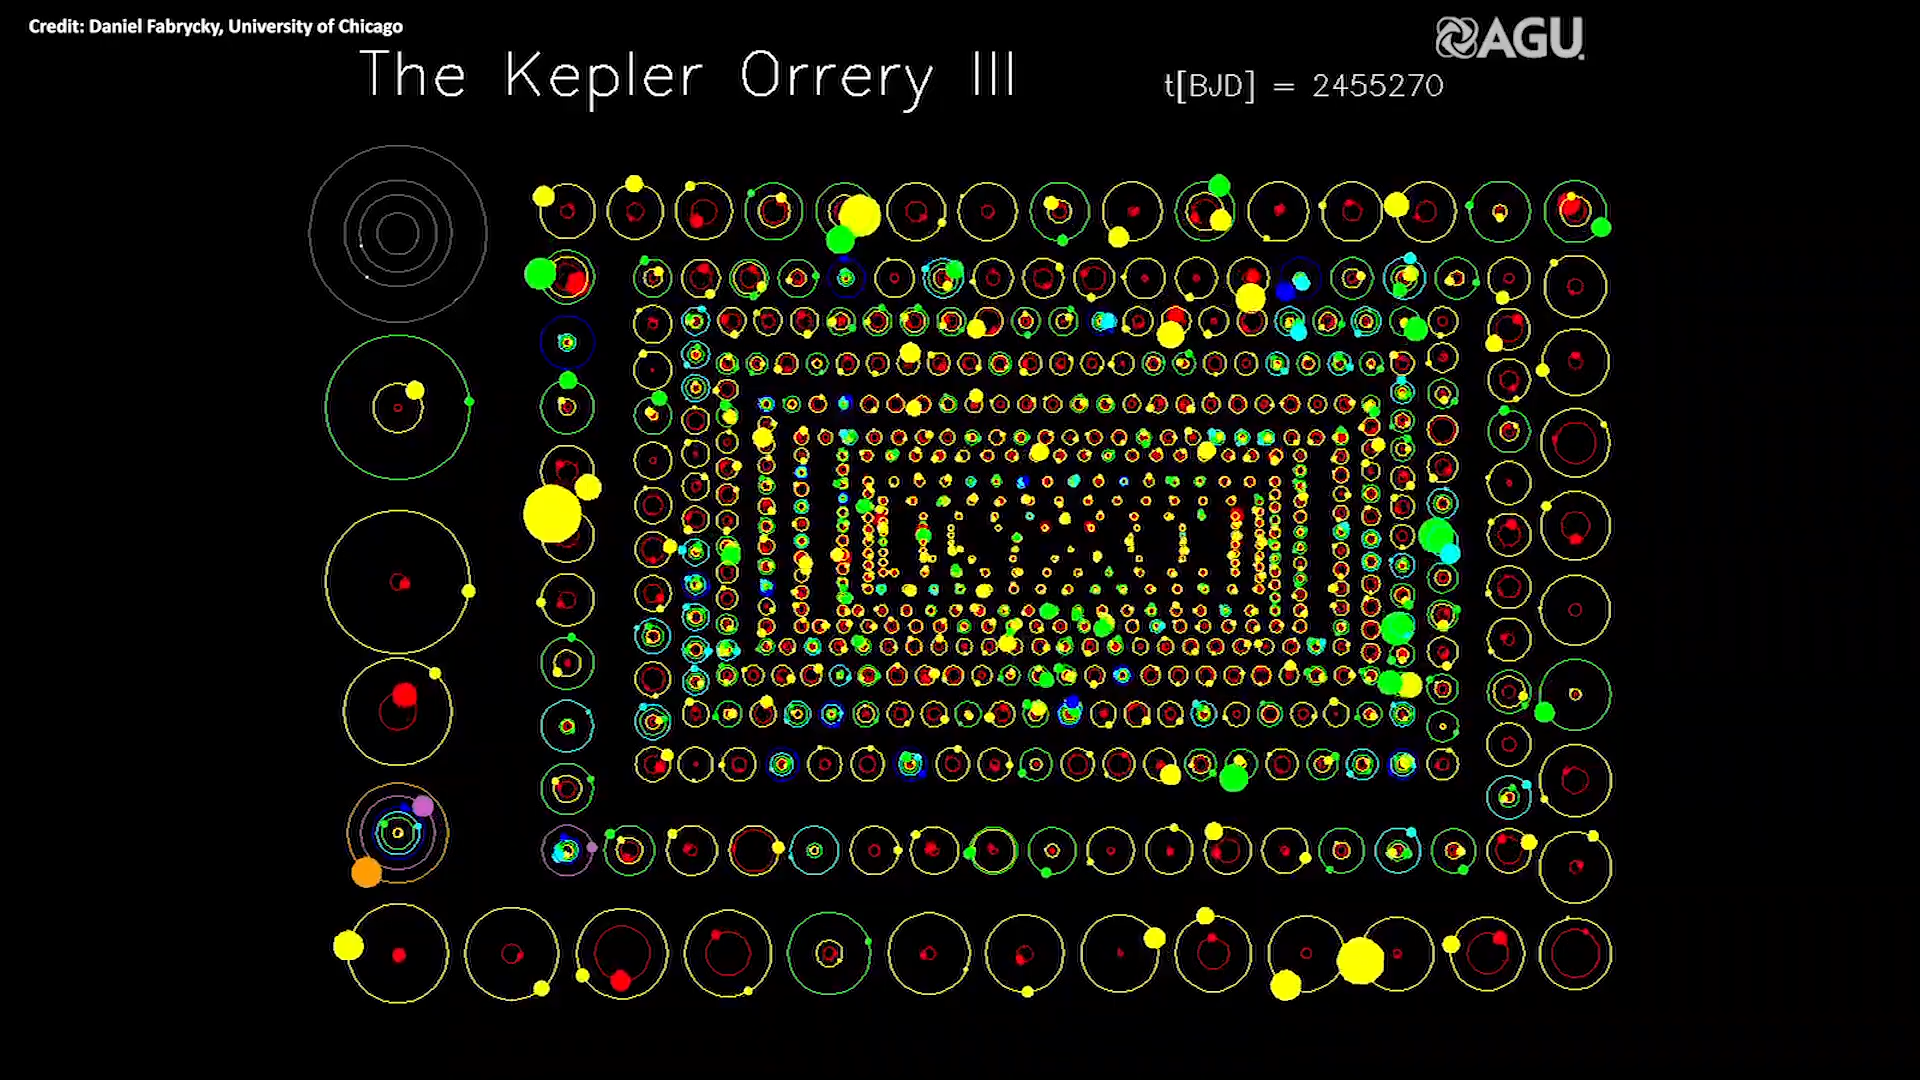 Credit: Daniel Fabrycky, University of Chicago
AGU
The Kepler Orrery III
t[BJD] = 2455270